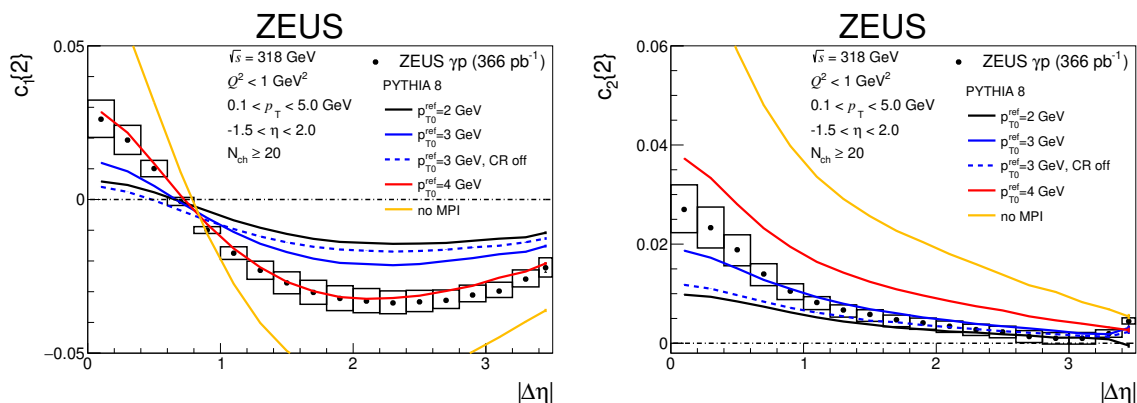 ZEUS
c₁{2}
0.05
0
−0.05
√s = 318 GeV
Q² < 1 GeV²
0.1 < p_T < 5.0 GeV
-1.5 < η < 2.0
N_ch ≥ 20
ZEUS γp (366 pb⁻¹)
PYTHIA 8
p_T0^ref=2 GeV
p_T0^ref=3 GeV
p_T0^ref=3 GeV, CR off
p_T0^ref=4 GeV
no MPI
0 1 2 3
|Δη|
ZEUS
c₂{2}
0.06
0.04
0.02
0
√s = 318 GeV
Q² < 1 GeV²
0.1 < p_T < 5.0 GeV
-1.5 < η < 2.0
N_ch ≥ 20
ZEUS γp (366 pb⁻¹)
PYTHIA 8
p_T0^ref=2 GeV
p_T0^ref=3 GeV
p_T0^ref=3 GeV, CR off
p_T0^ref=4 GeV
no MPI
0 1 2 3
|Δη|